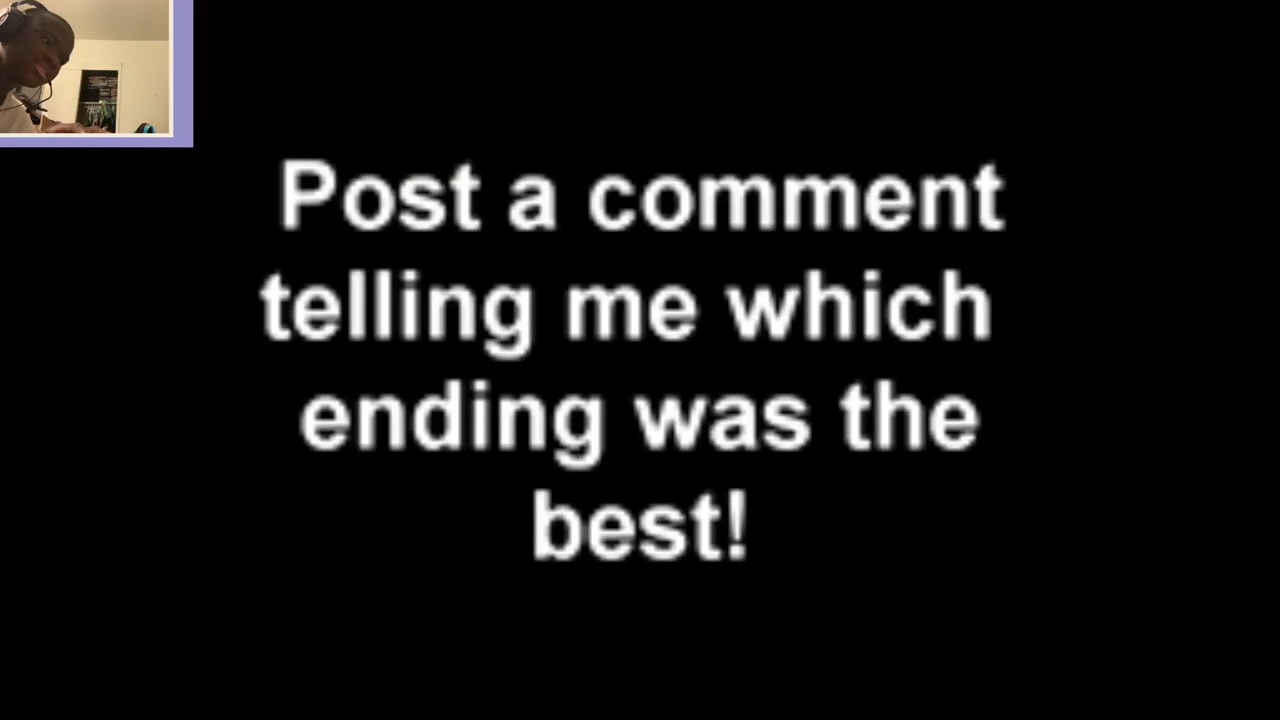 Post a comment
telling me which
ending was the
best!